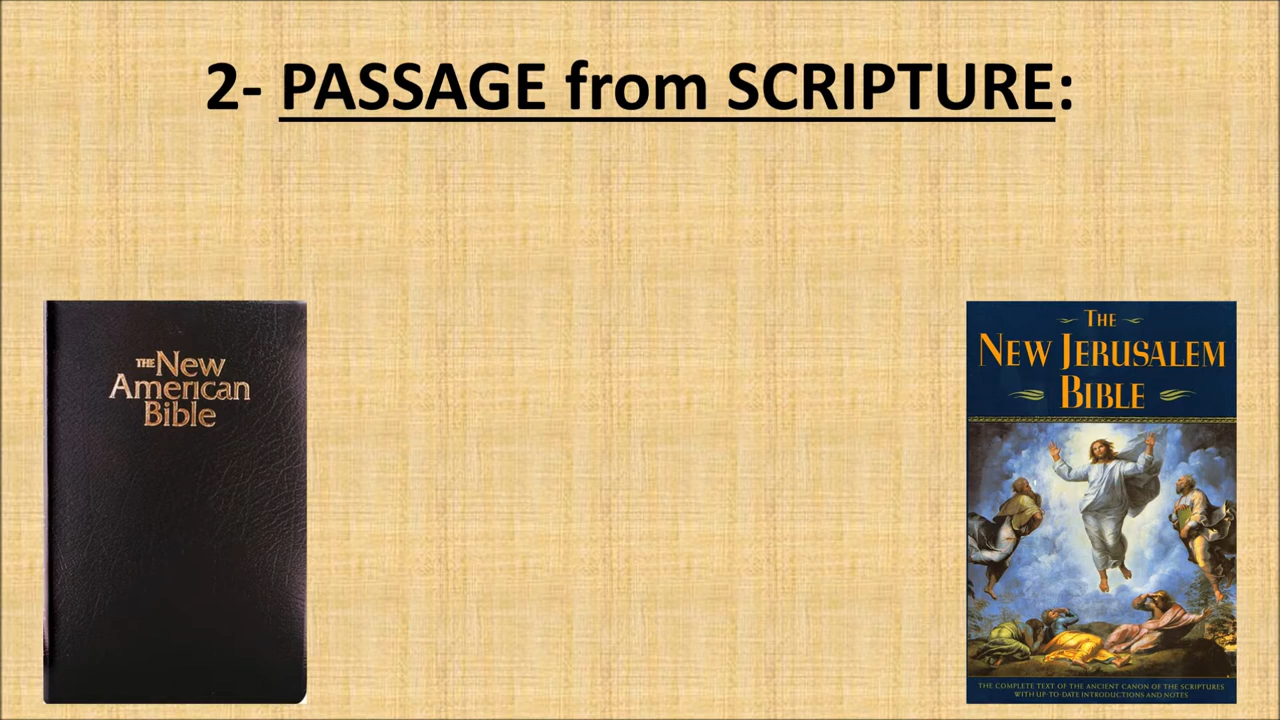 2- PASSAGE from SCRIPTURE:
THE New
American
Bible
THE
NEW JERUSALEM
BIBLE
THE COMPLETE TEXT OF THE ANCIENT CANON OF THE SCRIPTURES
WITH UP-TO-DATE INTRODUCTIONS AND NOTES